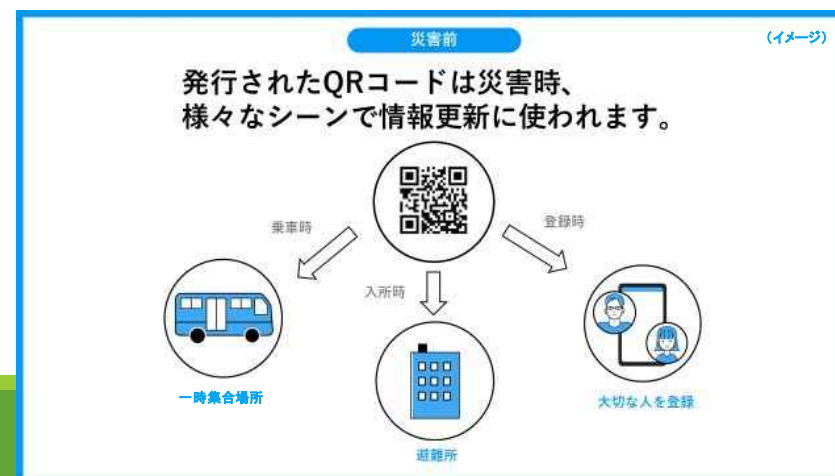 災害前
（イメージ）
発行されたQRコードは災害時、
様々なシーンで情報更新に使われます。
乗車時
登録時
入所時
一時集合場所
大切な人を登録
避難所